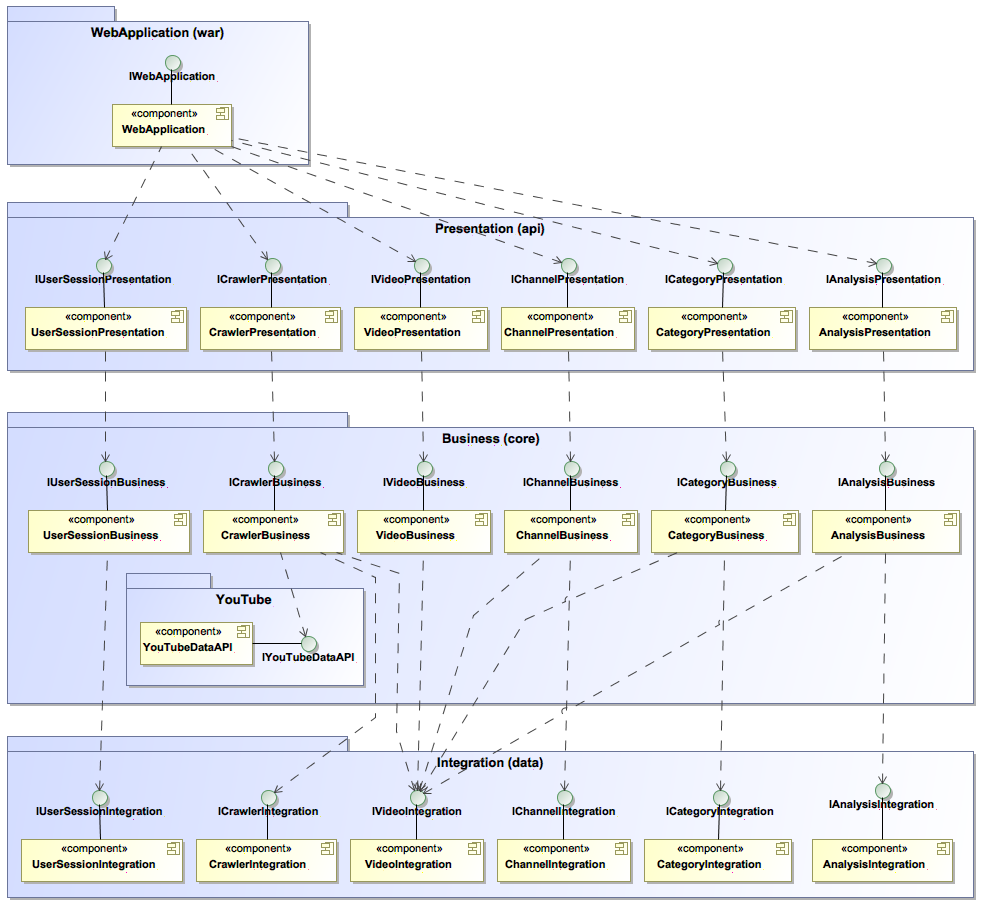 WebApplication (war)
IWebApplication
«component»
WebApplication
Presentation (api)
IUserSessionPresentation
ICrawlerPresentation
IVideoPresentation
IChannelPresentation
ICategoryPresentation
IAnalysisPresentation
«component»
UserSessionPresentation
«component»
CrawlerPresentation
«component»
VideoPresentation
«component»
ChannelPresentation
«component»
CategoryPresentation
«component»
AnalysisPresentation
Business (core)
IUserSessionBusiness
ICrawlerBusiness
IVideoBusiness
IChannelBusiness
ICategoryBusiness
IAnalysisBusiness
«component»
UserSessionBusiness
«component»
CrawlerBusiness
«component»
VideoBusiness
«component»
ChannelBusiness
«component»
CategoryBusiness
«component»
AnalysisBusiness
YouTube
«component»
YouTubeDataAPI
IYouTubeDataAPI
Integration (data)
IUserSessionIntegration
ICrawlerIntegration
IVideoIntegration
IChannelIntegration
ICategoryIntegration
IAnalysisIntegration
«component»
UserSessionIntegration
«component»
CrawlerIntegration
«component»
VideoIntegration
«component»
ChannelIntegration
«component»
CategoryIntegration
«component»
AnalysisIntegration